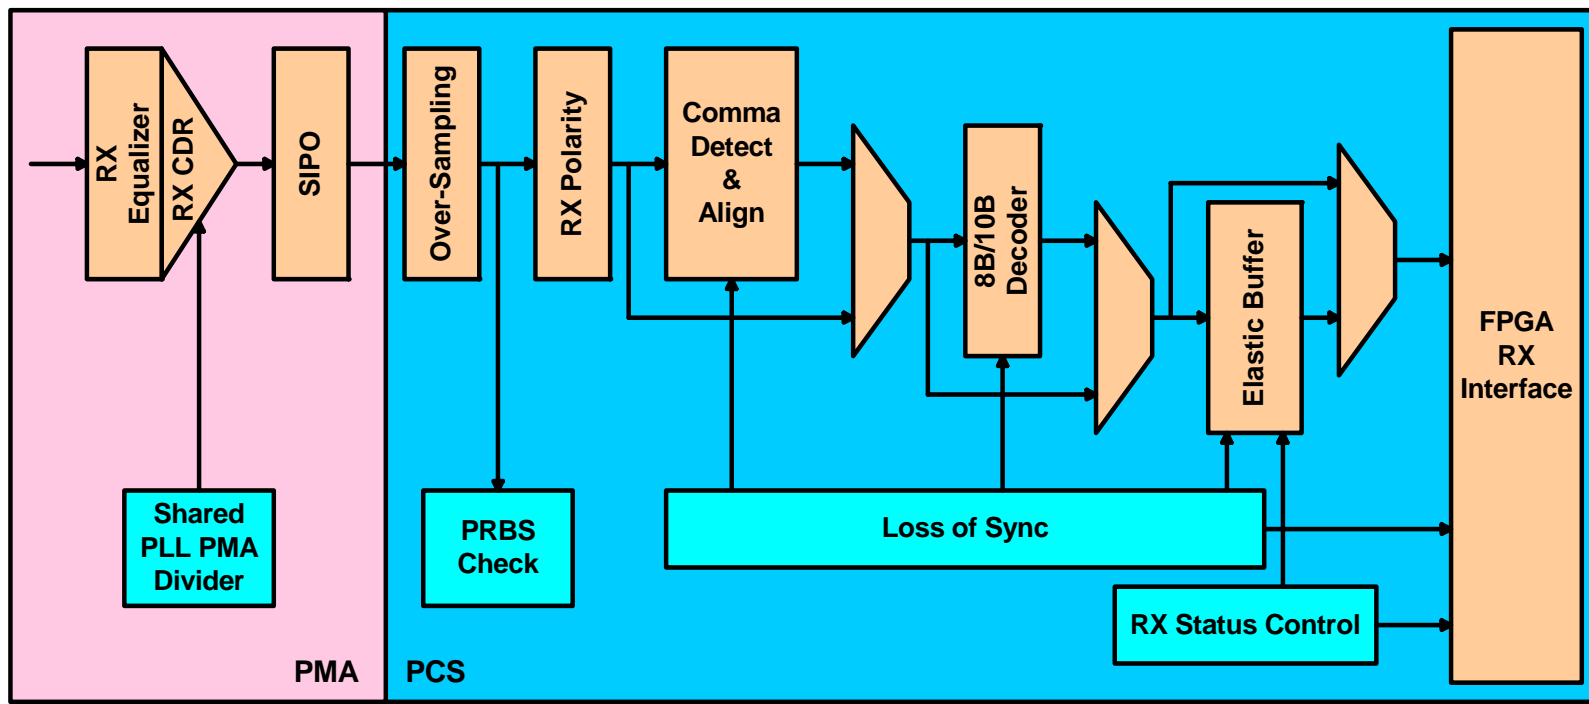 RX
Equalizer
RX CDR
SIPO
Over-Sampling
RX Polarity
Comma
Detect
&
Align
8B/10B
Decoder
Elastic Buffer
FPGA
RX
Interface
Shared
PLL PMA
Divider
PRBS
Check
Loss of Sync
RX Status Control
PMA
PCS